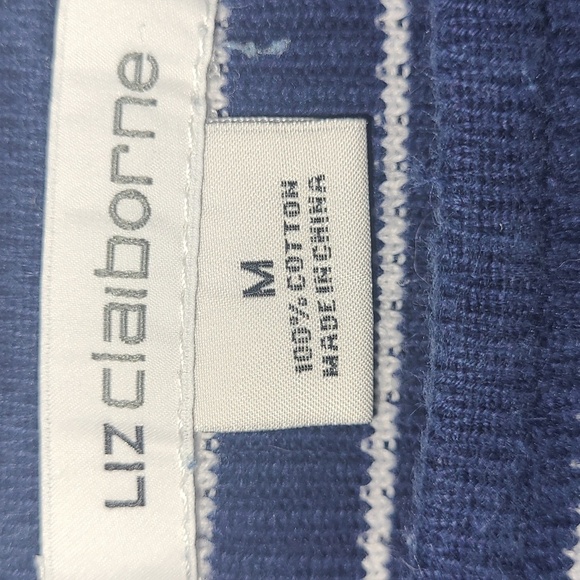 LIZ claiborne
M
100% COTTON
MADE IN CHINA